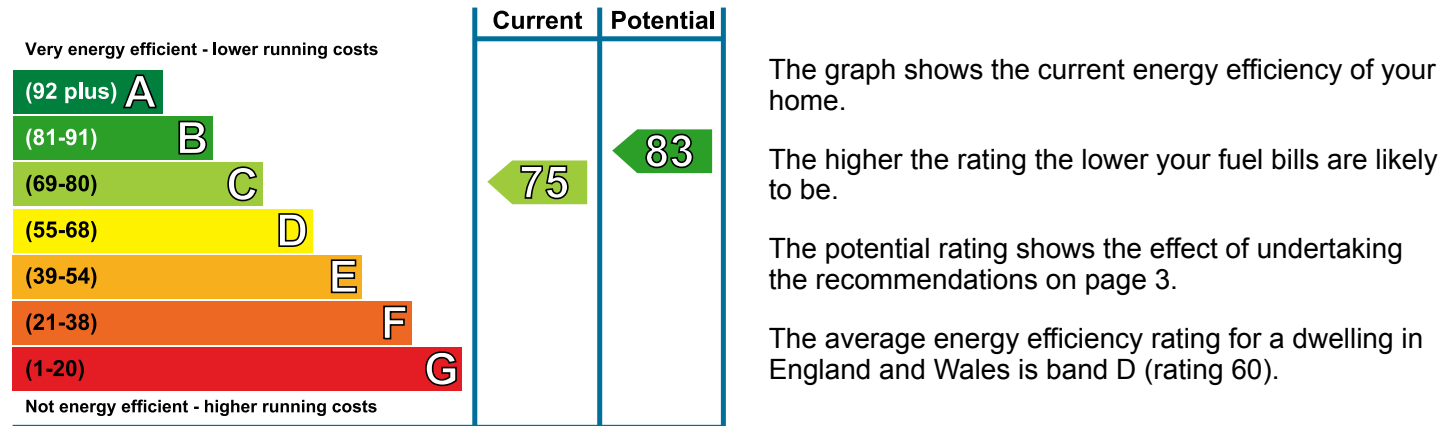 Current Potential
Very energy efficient - lower running costs
(92 plus) A
(81-91) B
83
(69-80) C
75
(55-68) D
(39-54) E
(21-38) F
(1-20) G
Not energy efficient - higher running costs
The graph shows the current energy efficiency of your
home.
The higher the rating the lower your fuel bills are likely
to be.
The potential rating shows the effect of undertaking
the recommendations on page 3.
The average energy efficiency rating for a dwelling in
England and Wales is band D (rating 60).